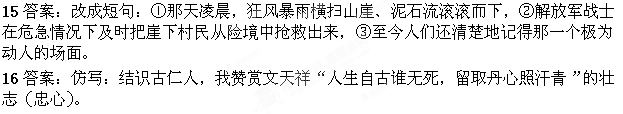 15 答案：改成短句：①那天凌晨，狂风暴雨横扫山崖、泥石流滚滚而下，②解放军战士
在危急情况下及时把崖下村民从险境中抢救出来，③至今人们还清楚地记得那一个极为
动人的场面。
16 答案：仿写：结识古仁人，我赞赏文天祥“人生自古谁无死，留取丹心照汗青”的壮
志（忠心）。